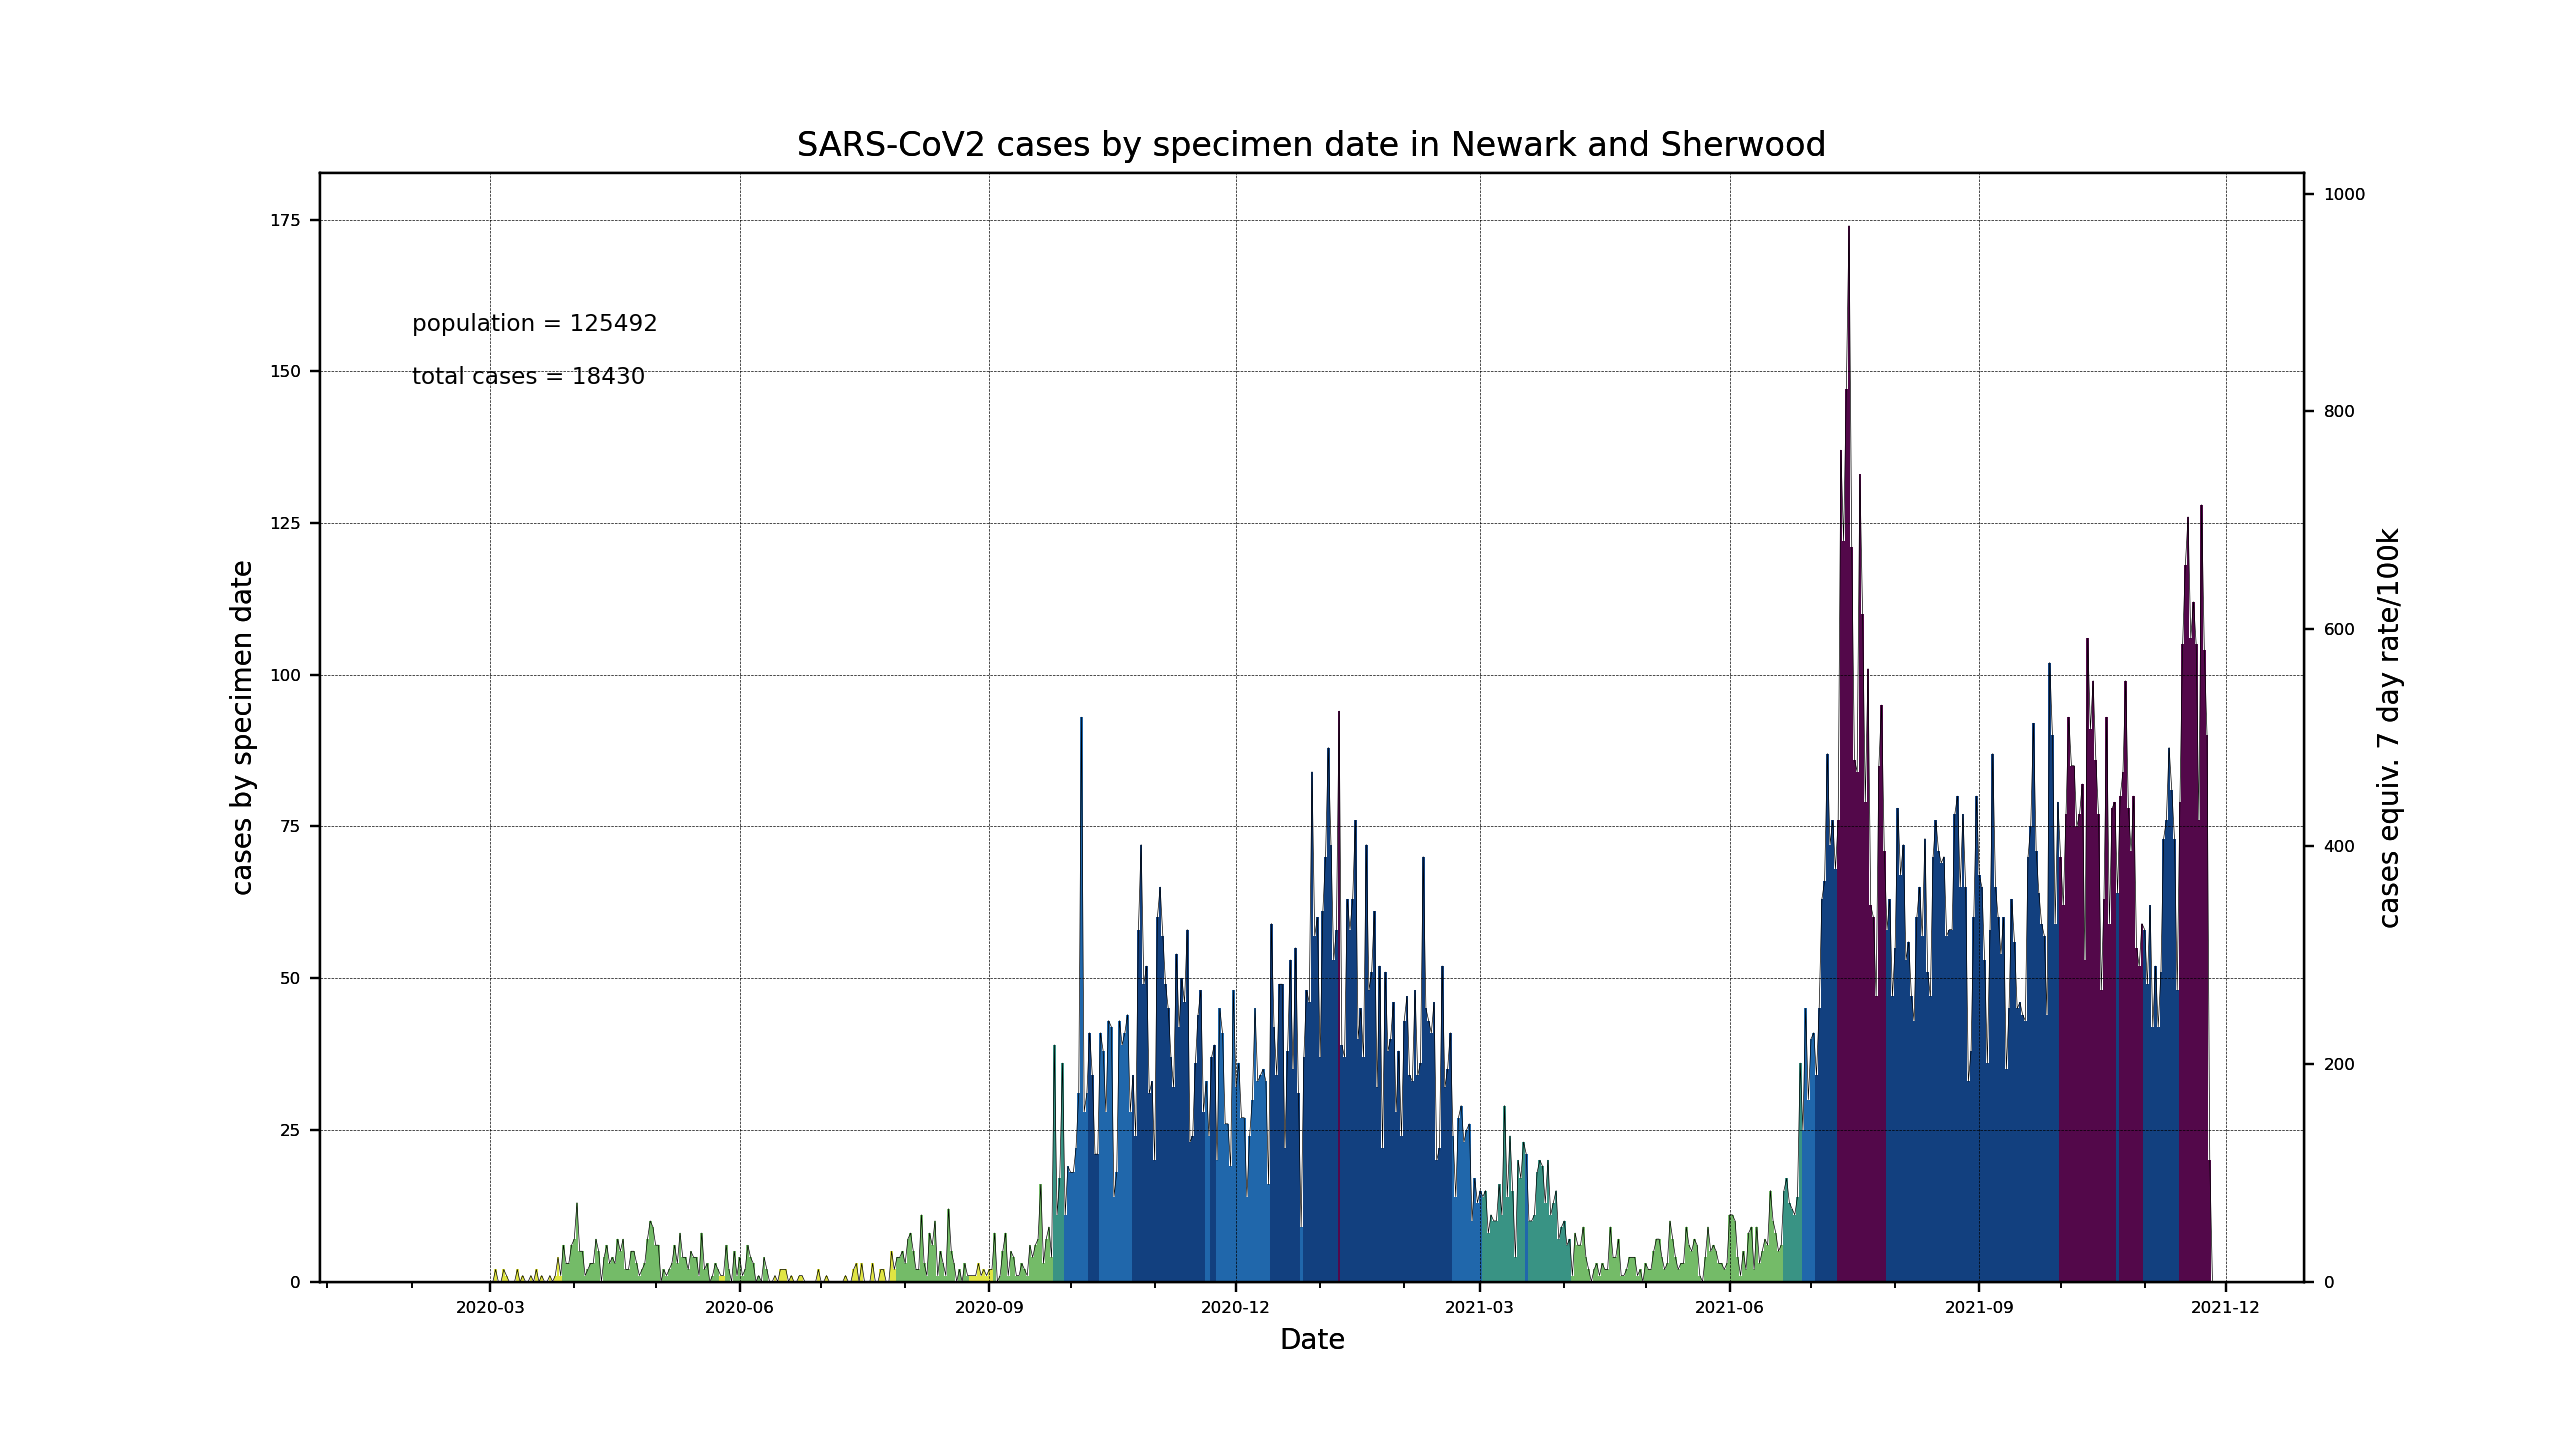 SARS-CoV2 cases by specimen date in Newark and Sherwood
population = 125492
total cases = 18430
cases by specimen date
175
150
125
100
75
50
25
0
1000
800
600
400
200
0
cases equiv. 7 day rate/100k
2020-03 2020-06 2020-09 2020-12 2021-03 2021-06 2021-09 2021-12
Date